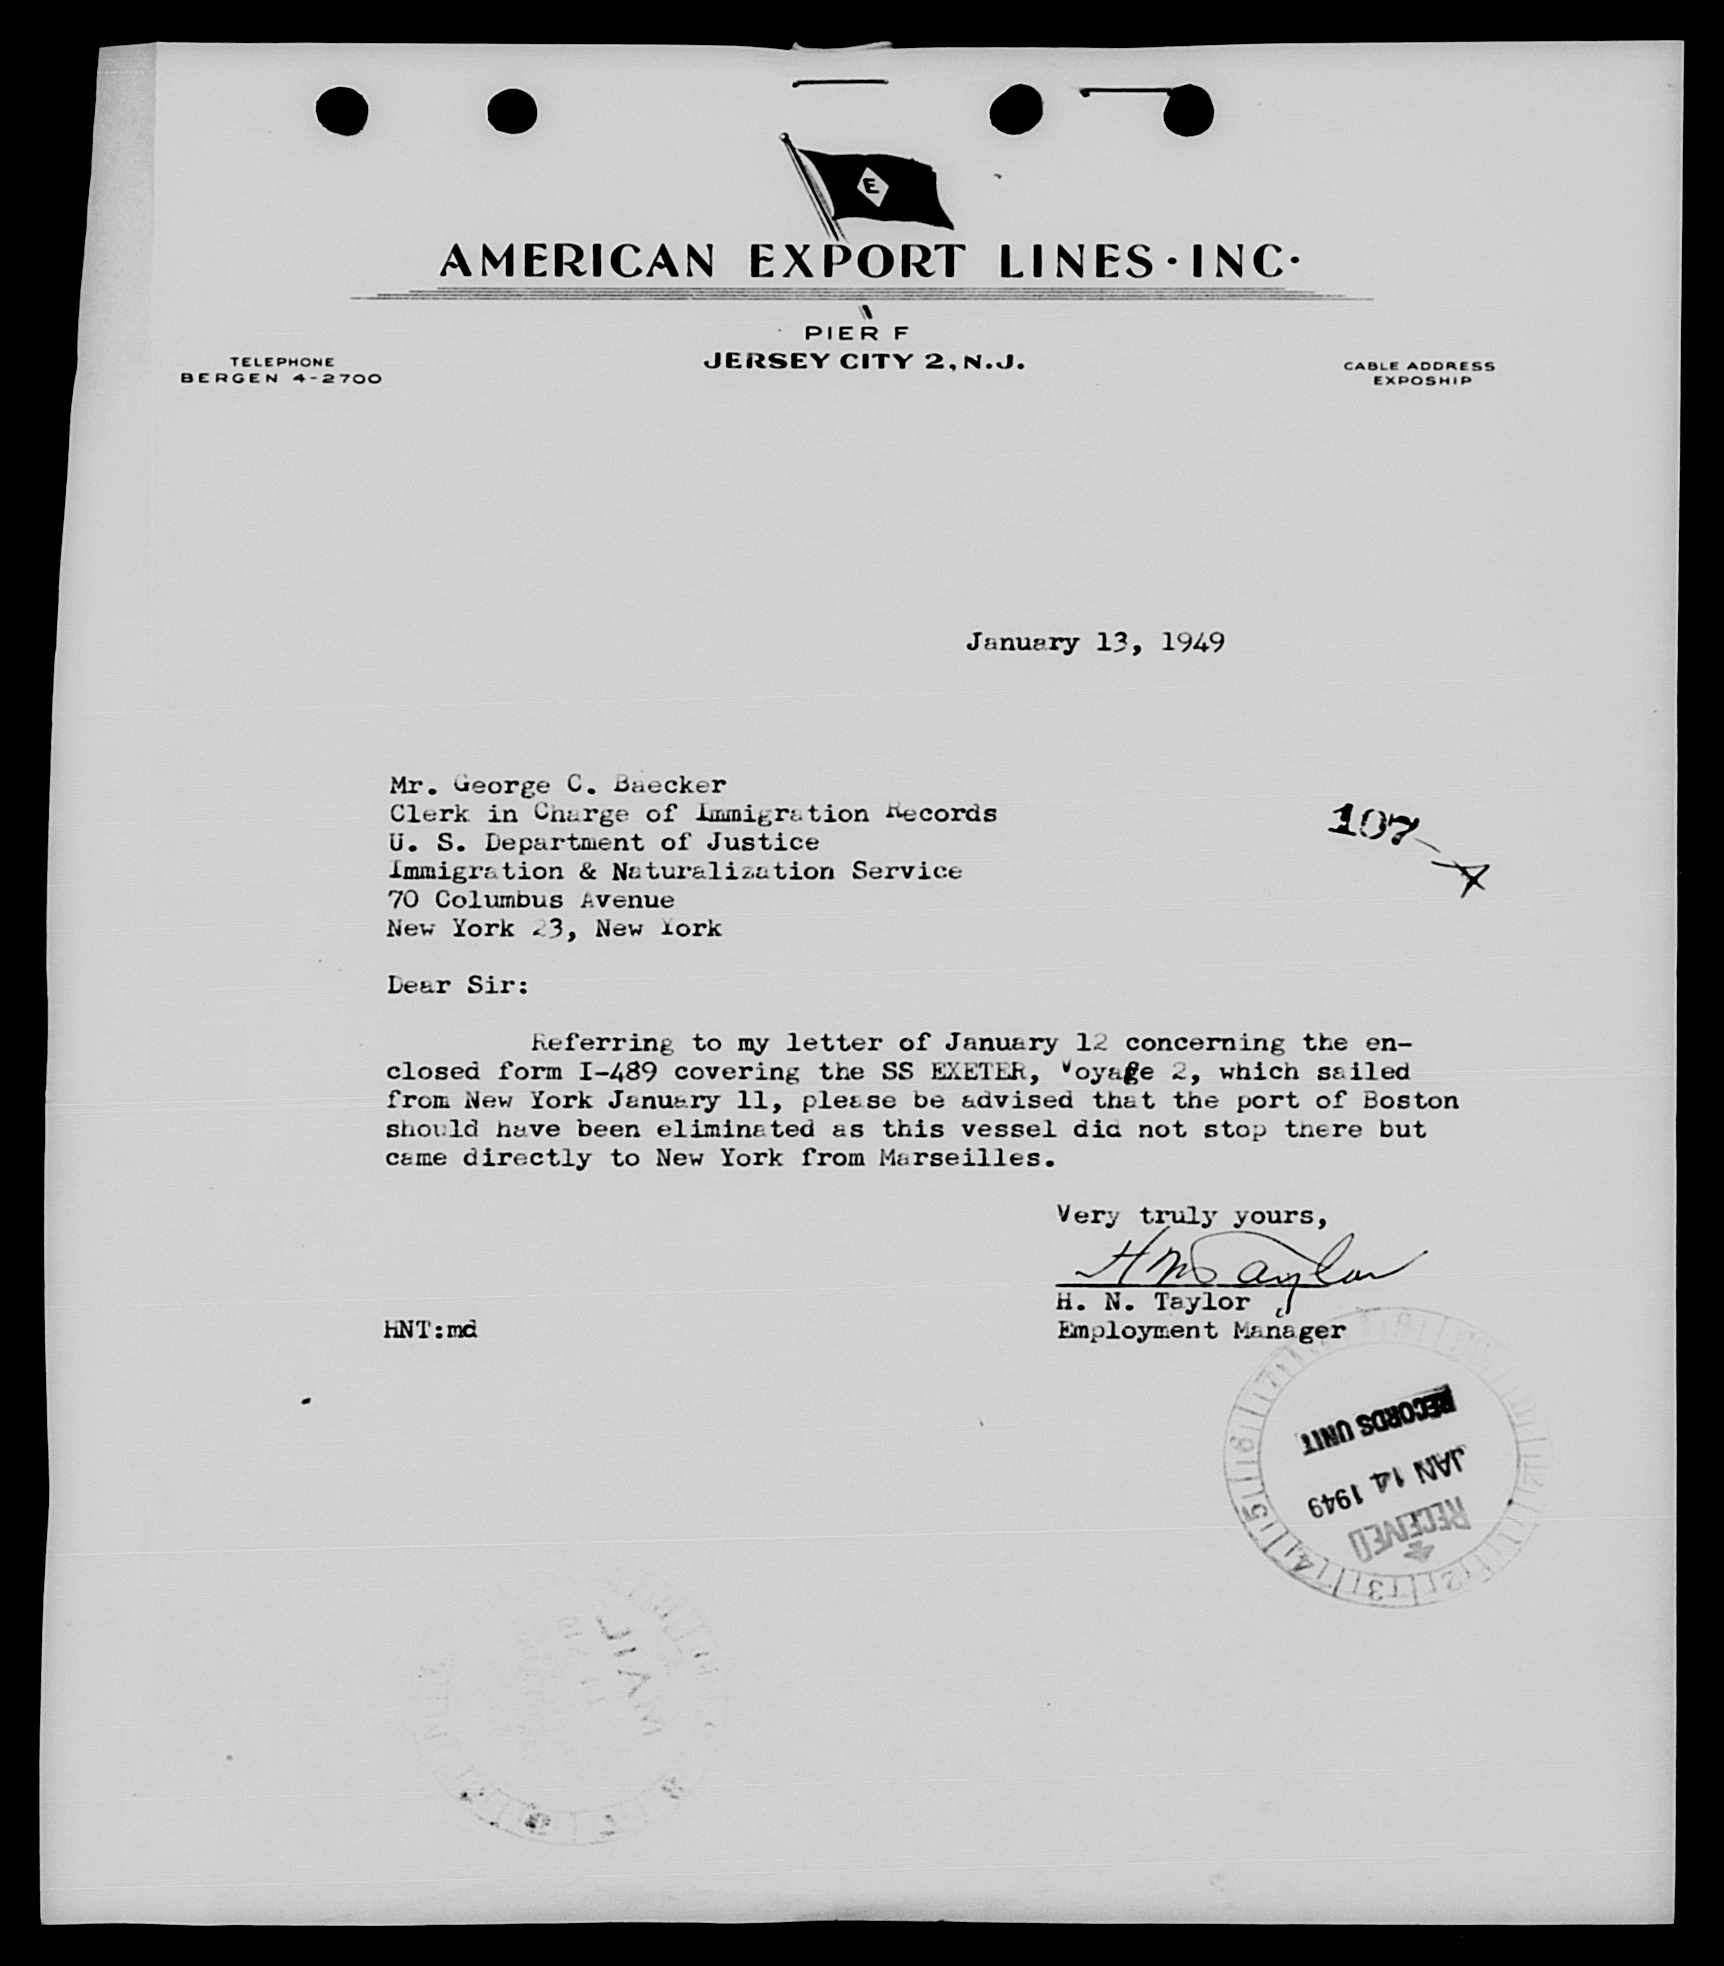 E
AMERICAN EXPORT LINES·INC·
PIER F
JERSEY CITY 2, N.J.
TELEPHONE
BERGEN 4-2700
CABLE ADDRESS
EXPOSHIP
January 13, 1949
Mr. George C. Baecker
Clerk in Charge of Immigration Records
U. S. Department of Justice
Immigration & Naturalization Service
70 Columbus Avenue
New York 23, New York
107
Dear Sir:
Referring to my letter of January 12 concerning the en-
closed form I-489 covering the SS EXETER, Voyage 2, which sailed
from New York January 11, please be advised that the port of Boston
should have been eliminated as this vessel did not stop there but
came directly to New York from Marseilles.
Very truly yours,
H N Taylor
H. N. Taylor
Employment Manager
HNT:md
RECEIVED
JAN 14 1949
RECORDS UNIT